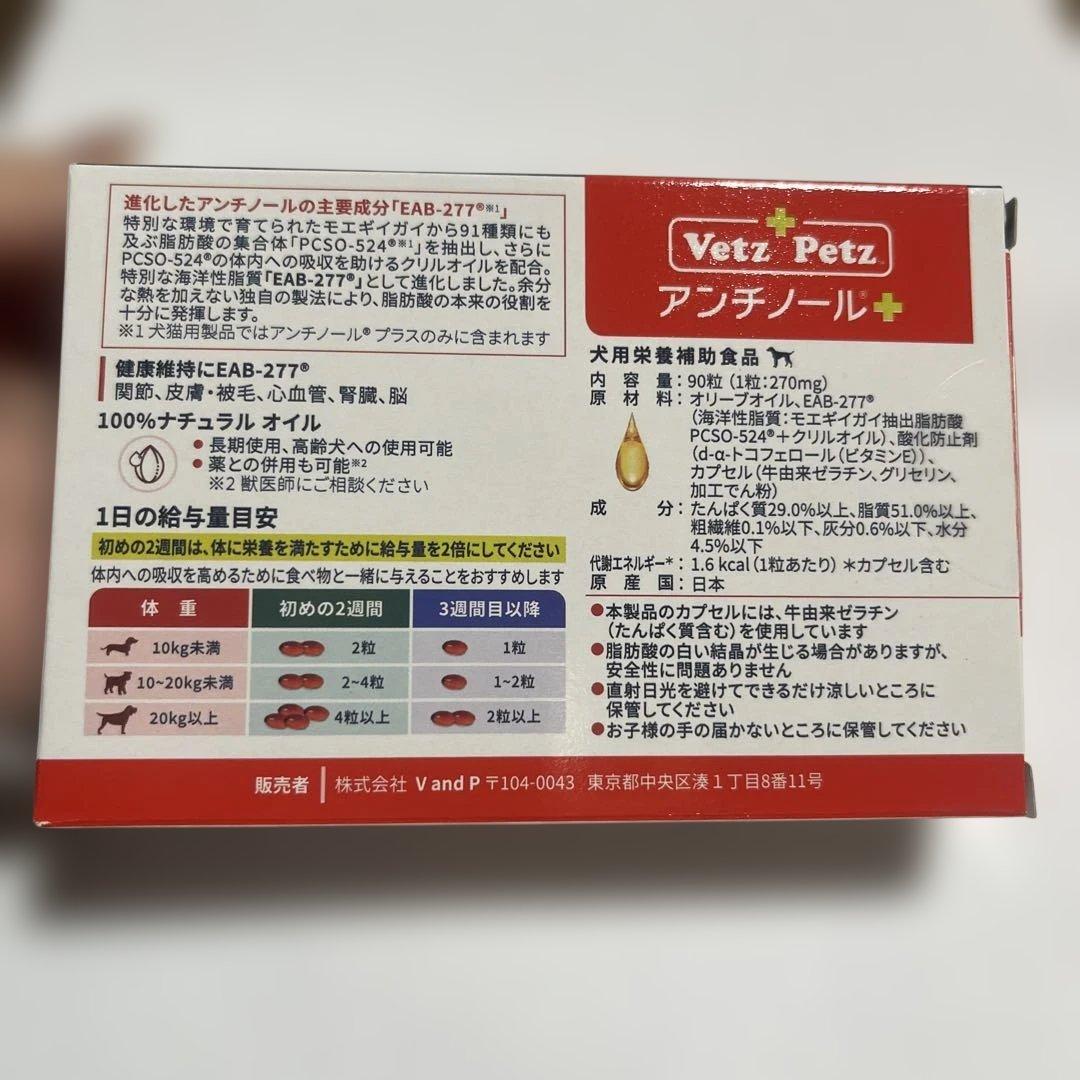 進化したアンチノールの主要成分「EAB-277®※1」
特別な環境で育てられたモエギイガイから91種類にも
及ぶ脂肪酸の集合体「PCSO-524®※1」を抽出し、さらに
PCSO-524®の体内への吸収を助けるクリルオイルを配合。
特別な海洋性脂質「EAB-277®」として進化しました。余分
な熱を加えない独自の製法により、脂肪酸の本来の役割を
十分に発揮します。
※1 犬猫用製品ではアンチノール® プラスのみに含まれます
健康維持にEAB-277®
関節、皮膚・被毛、心血管、腎臓、脳
100%ナチュラル オイル
● 長期使用、高齢犬への使用可能
● 薬との併用も可能※2
※2 獣医師にご相談ください
1日の給与量目安
初めの2週間は、体に栄養を満たすために給与量を2倍にしてください
体内への吸収を高めるために食べ物と一緒に与えることをおすすめします
体 重 初めの2週間 3週間目以降
10kg未満 2粒 1粒
10~20kg未満 2~4粒 1~2粒
20kg以上 4粒以上 2粒以上
Vetz Petz
アンチノール®
犬用栄養補助食品
内容量：90粒（1粒：270mg）
原材料：オリーブオイル、EAB-277®
（海洋性脂質：モエギイガイ抽出脂肪酸
PCSO-524®＋クリルオイル）、酸化防止剤
（d-α-トコフェロール（ビタミンE））、
カプセル（牛由来ゼラチン、グリセリン、
加工でん粉）
成分：たんぱく質29.0%以上、脂質51.0%以上、
粗繊維0.1%以下、灰分0.6%以下、水分
4.5%以下
代謝エネルギー*：1.6 kcal（1粒あたり）＊カプセル含む
原産国：日本
●本製品のカプセルには、牛由来ゼラチン
（たんぱく質含む）を使用しています
●脂肪酸の白い結晶が生じる場合がありますが、
安全性に問題ありません
●直射日光を避けてできるだけ涼しいところに
保管してください
●お子様の手の届かないところに保管してください
販売者 株式会社 V and P 〒104-0043 東京都中央区湊1丁目8番11号